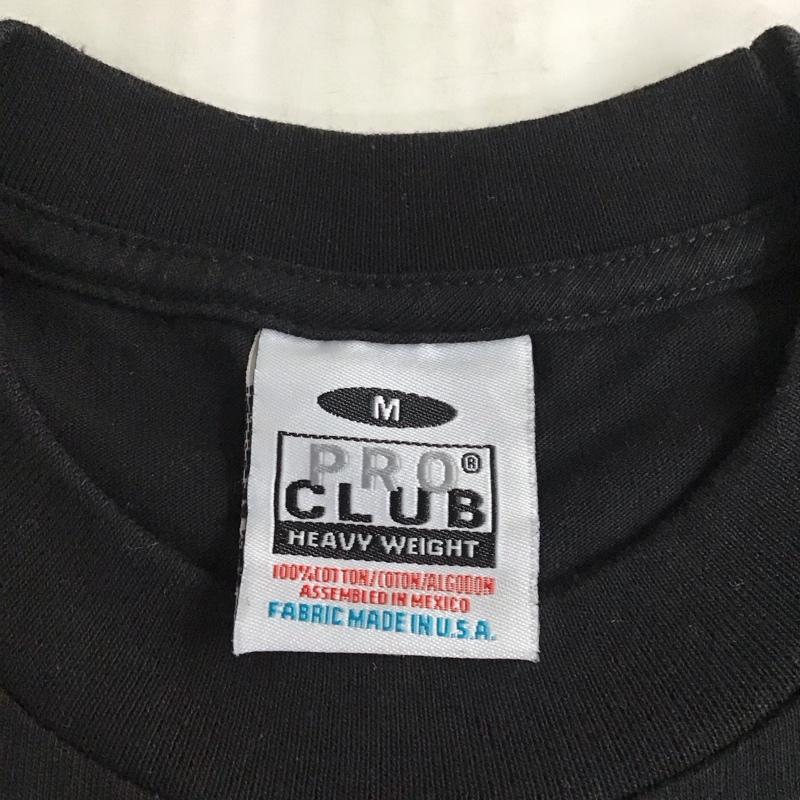 M
PRO®
CLUB
HEAVY WEIGHT
100%COTTON/COTON/ALGODON
ASSEMBLED IN MEXICO
FABRIC MADE IN U.S.A.